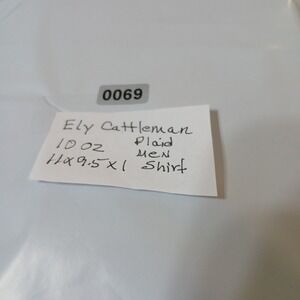 0069
Ely Cattleman
10 oz Plaid
Men
11x9.5x1 Shirt